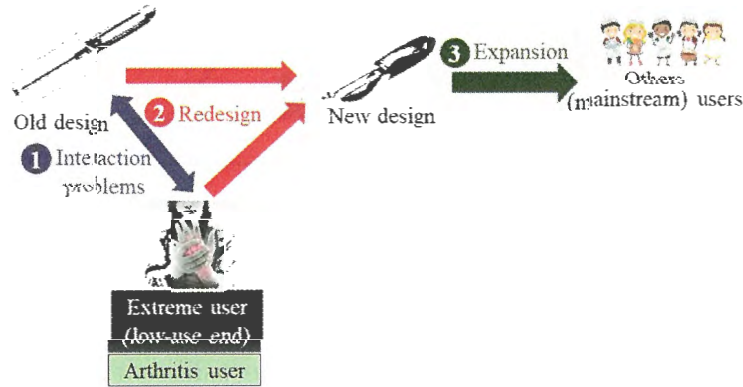 3 Expansion
Others
(mainstream) users
Old design
2 Redesign
New design
1 Interaction
problems
Extreme user
(low-use end)
Arthritis user